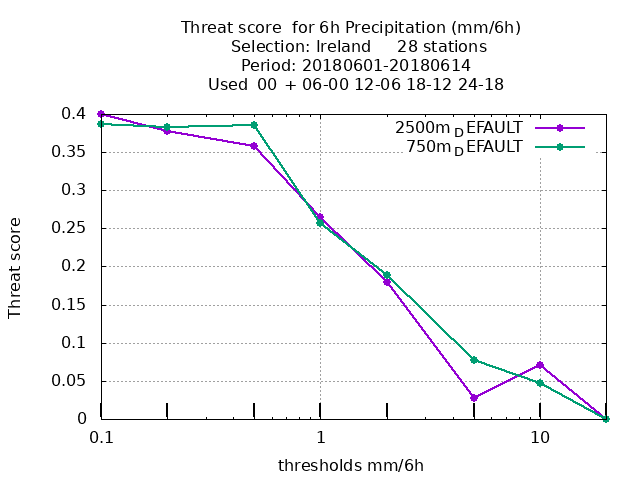 Threat score  for 6h Precipitation (mm/6h)
Selection: Ireland     28 stations
Period: 20180601-20180614
Used  00  + 06-00 12-06 18-12 24-18
2500m_DEFAULT
750m_DEFAULT
0.4
0.35
0.3
0.25
0.2
0.15
0.1
0.05
0
Threat score
0.1 1 10
thresholds mm/6h